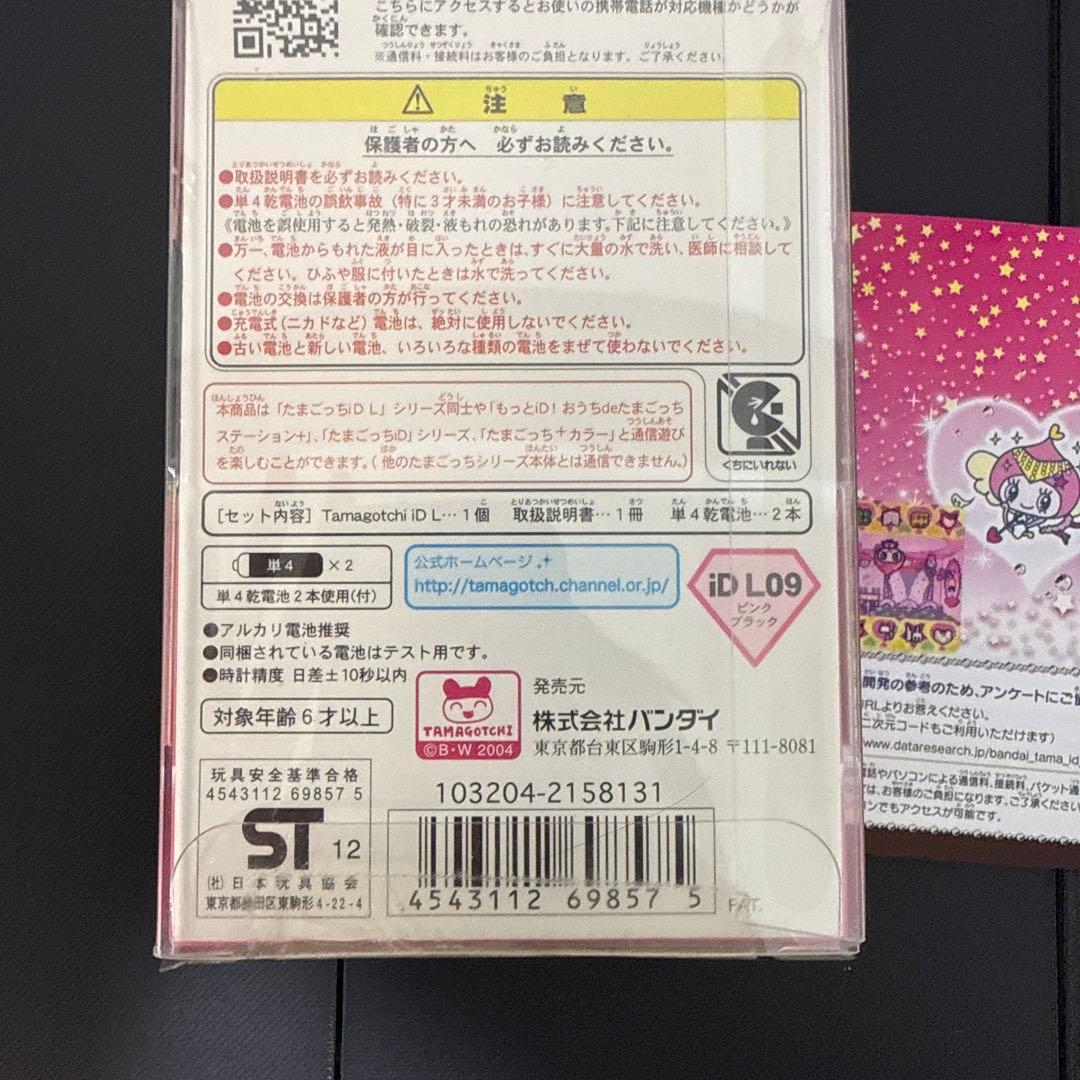 こちらにアクセスするとお使いの携帯電話が対応機種かどうかが
確認できます。
※通信料・接続料はお客様のご負担となります。ご了承ください。
注意
保護者の方へ 必ずお読みください。
●取扱説明書を必ずお読みください。
●単4乾電池の誤飲事故（特に3才未満のお子様）に注意してください。
《電池を誤使用すると発熱・破裂・液もれの恐れがあります。下記に注意してください。》
●万一、電池からもれた液が目に入ったときは、すぐに大量の水で洗い、医師に相談して
ください。ひふや服に付いたときは水で洗ってください。
●電池の交換は保護者の方が行ってください。
●充電式（ニカドなど）電池は、絶対に使用しないでください。
●古い電池と新しい電池、いろいろな種類の電池をまぜて使わないでください。
本商品は「たまごっちiD L」シリーズ同士や「もっとiD！おうちdeたまごっち
ステーション+」、「たまごっちiD」シリーズ、「たまごっち+カラー」と通信遊び
を楽しむことができます。（他のたまごっちシリーズ本体とは通信できません。）
くちにいれない
［セット内容］ Tamagotchi iD L…1個 取扱説明書…1冊 単4乾電池…2本
単4 ×2
単4乾電池2本使用(付)
公式ホームページ
http://tamagotch.channel.or.jp/
iD L09
ピンク
ブラック
●アルカリ電池推奨
●同梱されている電池はテスト用です。
●時計精度 日差±10秒以内
対象年齢6才以上
TAMAGOTCHI
©B・W 2004
発売元
株式会社バンダイ
東京都台東区駒形1-4-8 〒111-8081
玩具安全基準合格
4543112 69857 5
ST 12
(社)日本玩具協会
東京都墨田区東駒形4-22-4
103204-2158131
4543112 698575
開発の参考のため、アンケートにご
URLよりお答えください。
二次元コードもご利用いただけます）
www.dataresearch.jp/bandai_tama_id
電話やパソコンによる通信料、接続料、パケット通
は、お客様のご負担になります。ご了承ください
ンでもアクセスが可能です。